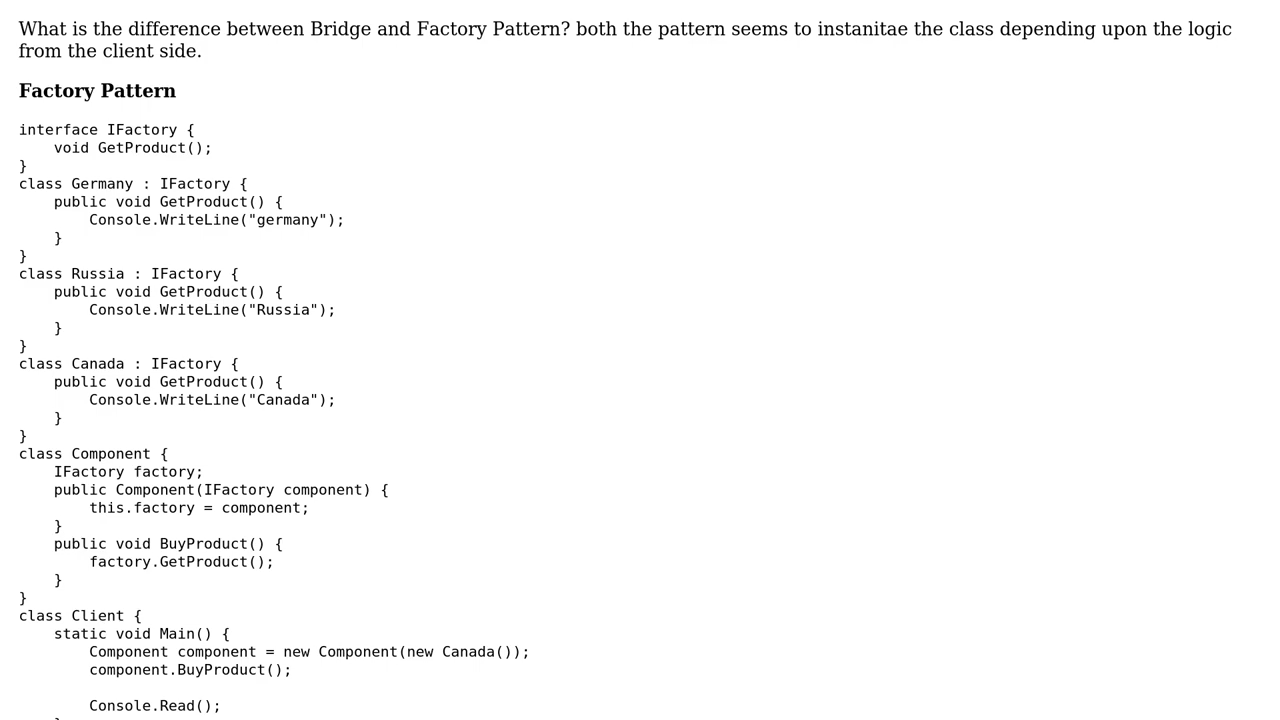 What is the difference between Bridge and Factory Pattern? both the pattern seems to instanitae the class depending upon the logic
from the client side.
Factory Pattern
interface IFactory {
    void GetProduct();
}
class Germany : IFactory {
    public void GetProduct() {
        Console.WriteLine("germany");
    }
}
class Russia : IFactory {
    public void GetProduct() {
        Console.WriteLine("Russia");
    }
}
class Canada : IFactory {
    public void GetProduct() {
        Console.WriteLine("Canada");
    }
}
class Component {
    IFactory factory;
    public Component(IFactory component) {
        this.factory = component;
    }
    public void BuyProduct() {
        factory.GetProduct();
    }
}
class Client {
    static void Main() {
        Component component = new Component(new Canada());
        component.BuyProduct();

        Console.Read();